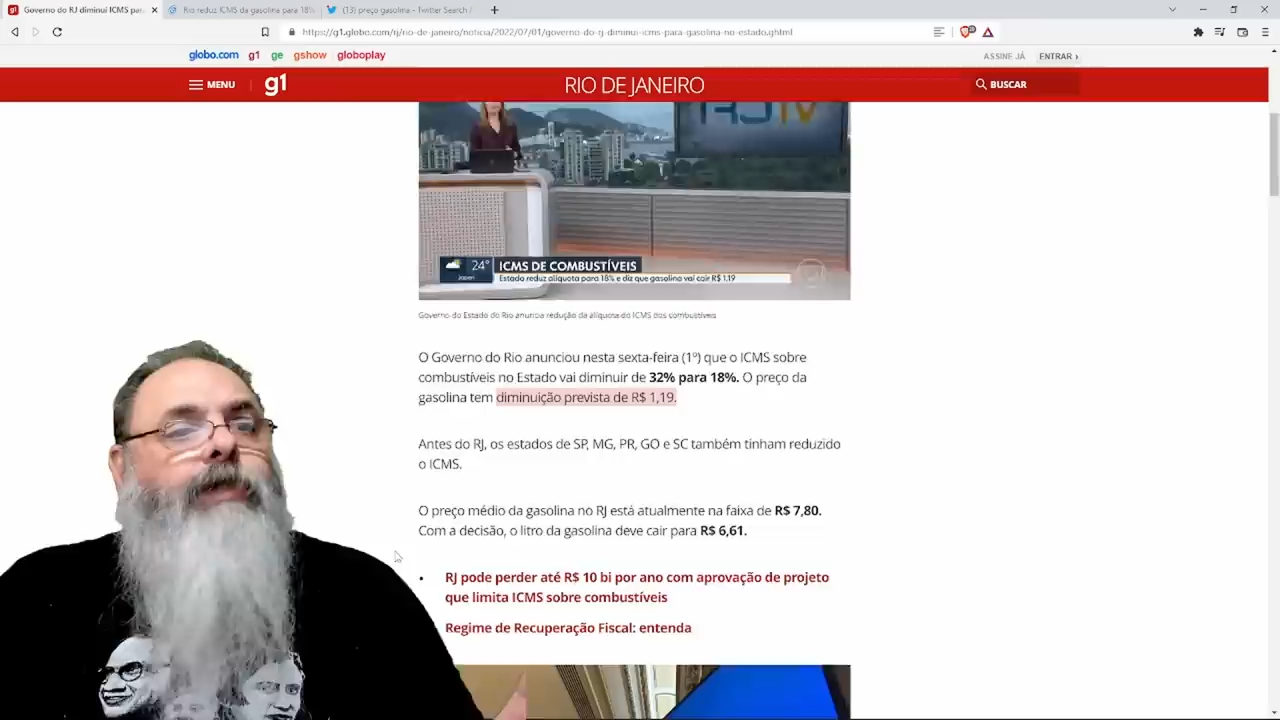 Governo do RJ diminui ICMS par
Rio reduz ICMS da gasolina para 18%
(13) preço gasolina - Twitter Search /
https://g1.globo.com/rj/rio-de-janeiro/noticia/2022/07/01/governo-do-rj-diminui-icms-para-gasolina-no-estado.ghtml
globo.com g1 ge gshow globoplay ASSINE JÁ ENTRAR ›
MENU g1 RIO DE JANEIRO BUSCAR
RJTV
24° ICMS DE COMBUSTÍVEIS
Estado reduz alíquota para 18% e diz que gasolina vai cair R$ 1,19
Governo do Estado do Rio anuncia redução da alíquota do ICMS dos combustíveis
O Governo do Rio anunciou nesta sexta-feira (1º) que o ICMS sobre
combustíveis no Estado vai diminuir de 32% para 18%. O preço da
gasolina tem diminuição prevista de R$ 1,19.
Antes do RJ, os estados de SP, MG, PR, GO e SC também tinham reduzido
o ICMS.
O preço médio da gasolina no RJ está atualmente na faixa de R$ 7,80.
Com a decisão, o litro da gasolina deve cair para R$ 6,61.
• RJ pode perder até R$ 10 bi por ano com aprovação de projeto
que limita ICMS sobre combustíveis
Regime de Recuperação Fiscal: entenda